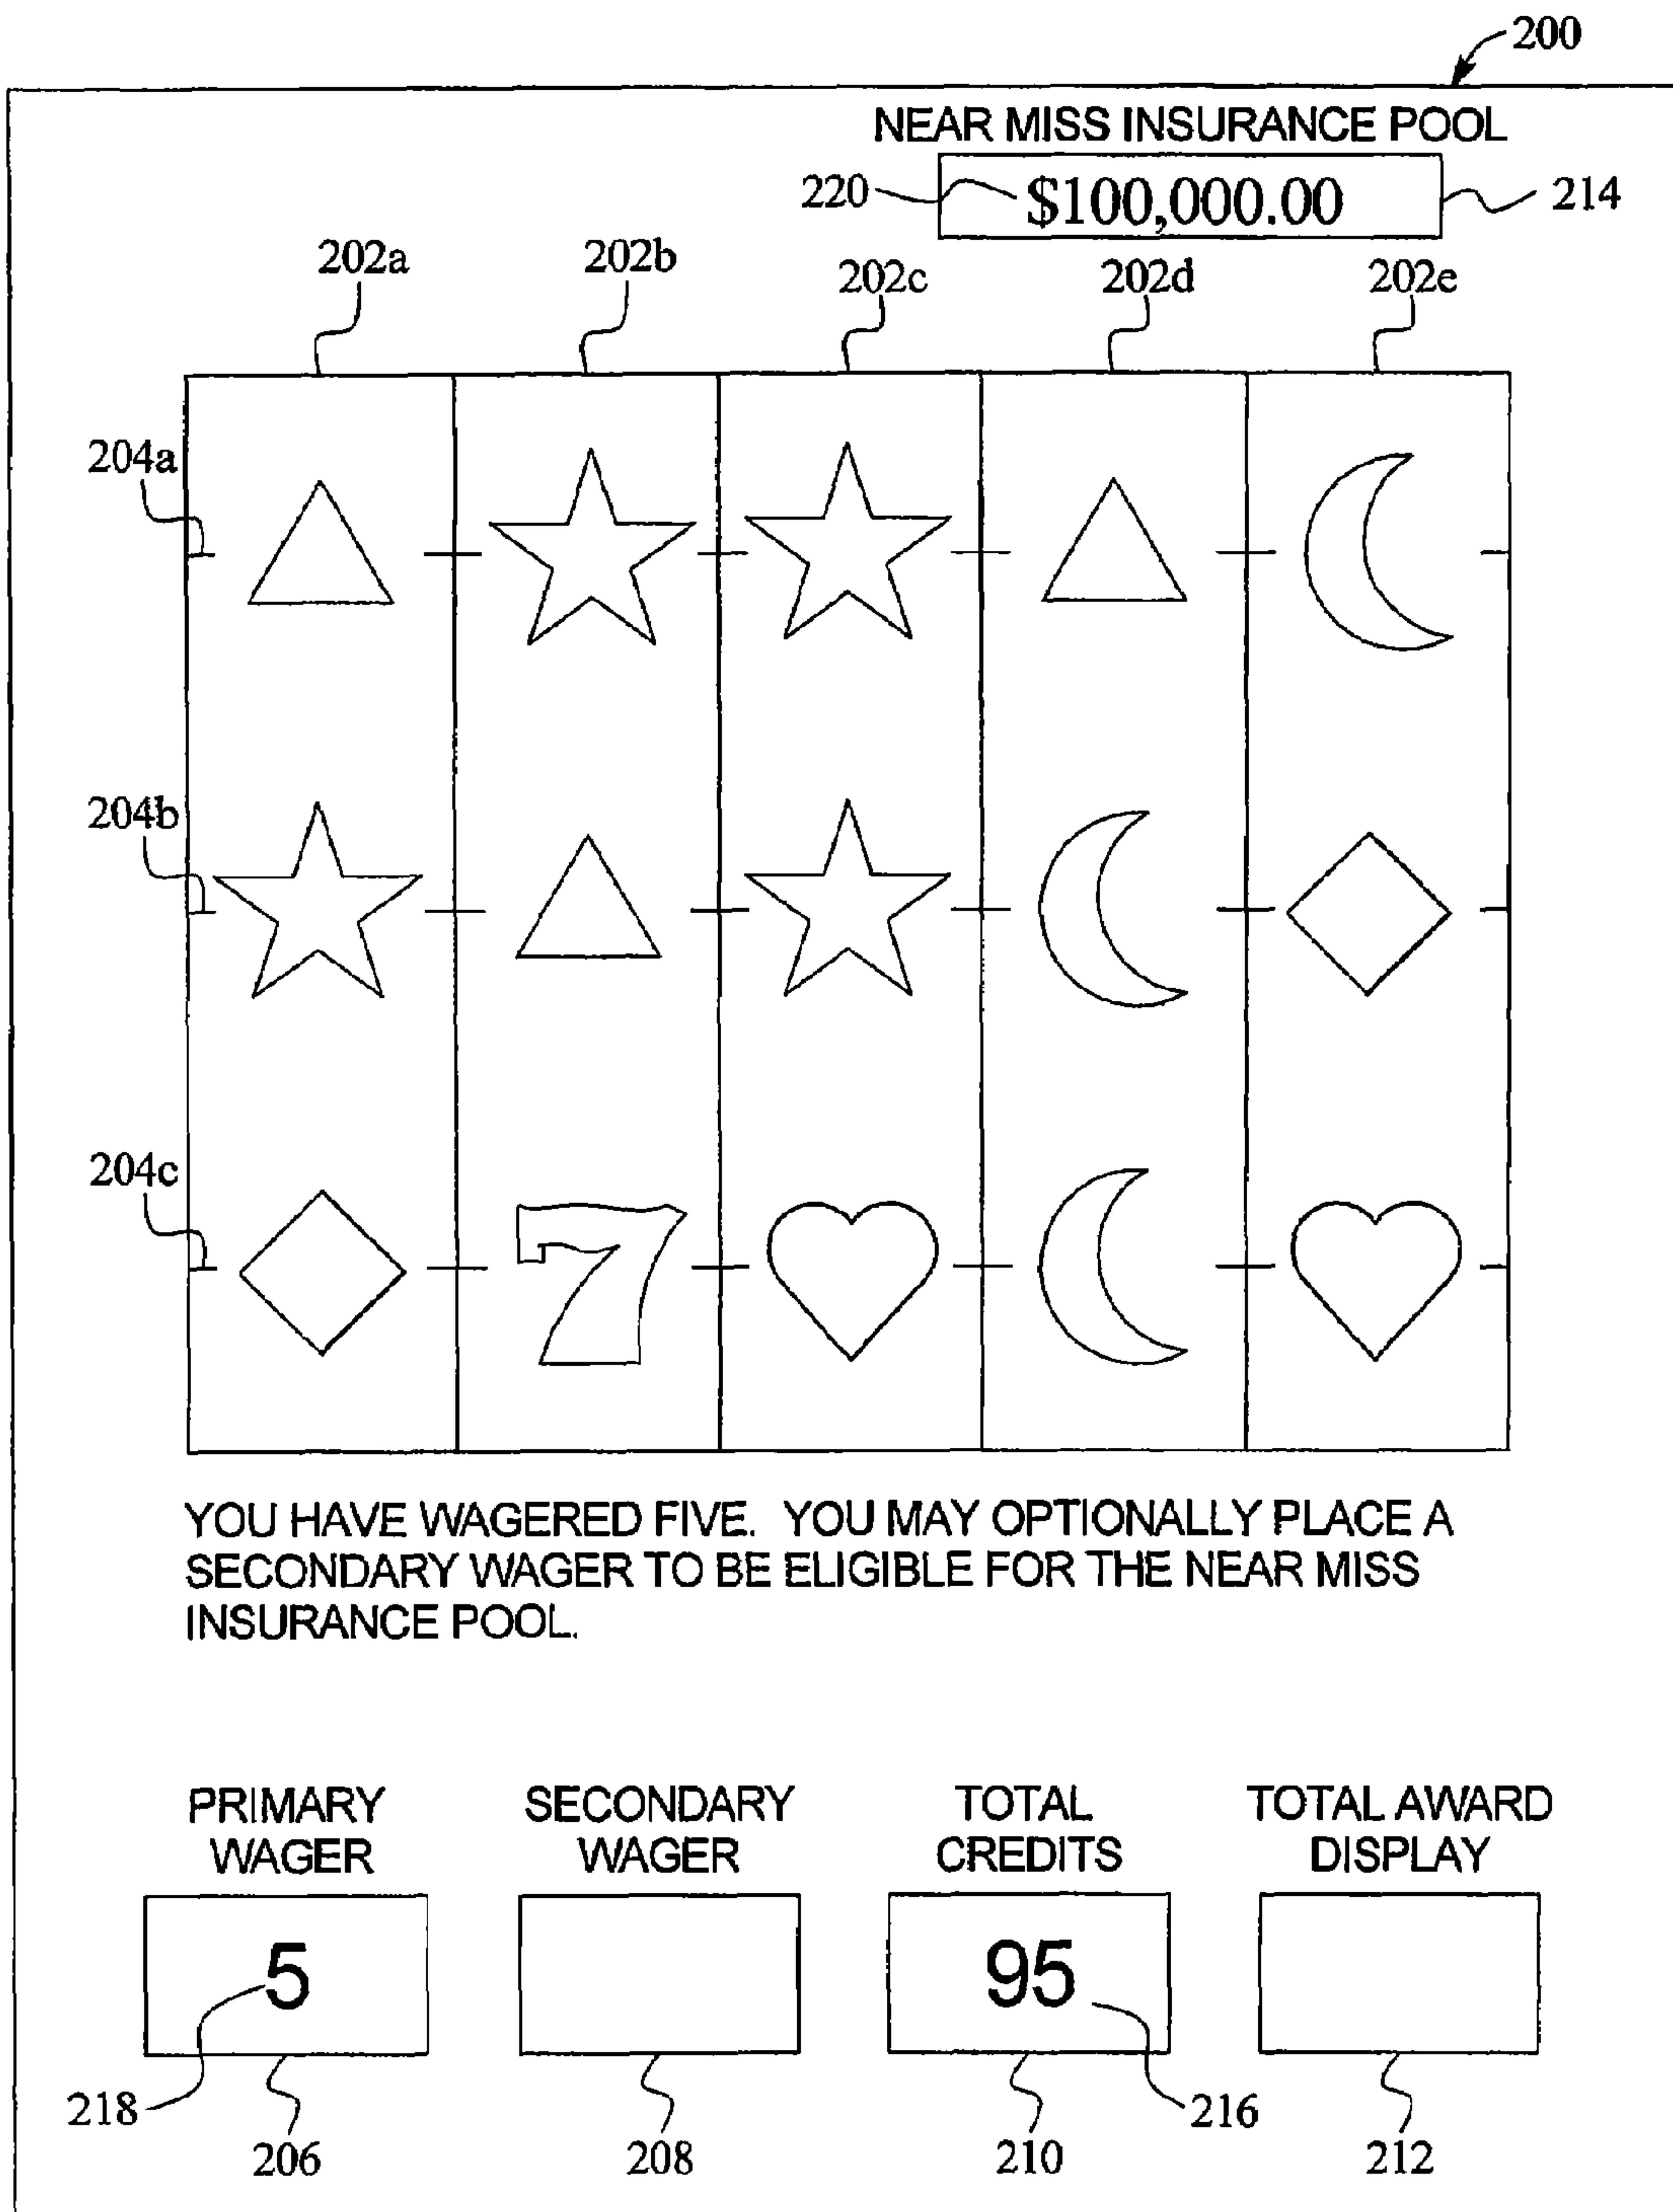 200
NEAR MISS INSURANCE POOL
220 $100,000.00 214
202a 202b 202c 202d 202e
204a
204b
204c
7
YOU HAVE WAGERED FIVE. YOU MAY OPTIONALLY PLACE A
SECONDARY WAGER TO BE ELIGIBLE FOR THE NEAR MISS
INSURANCE POOL.
PRIMARY
WAGER
SECONDARY
WAGER
TOTAL
CREDITS
TOTAL AWARD
DISPLAY
5 95
218 216
206 208 210 212